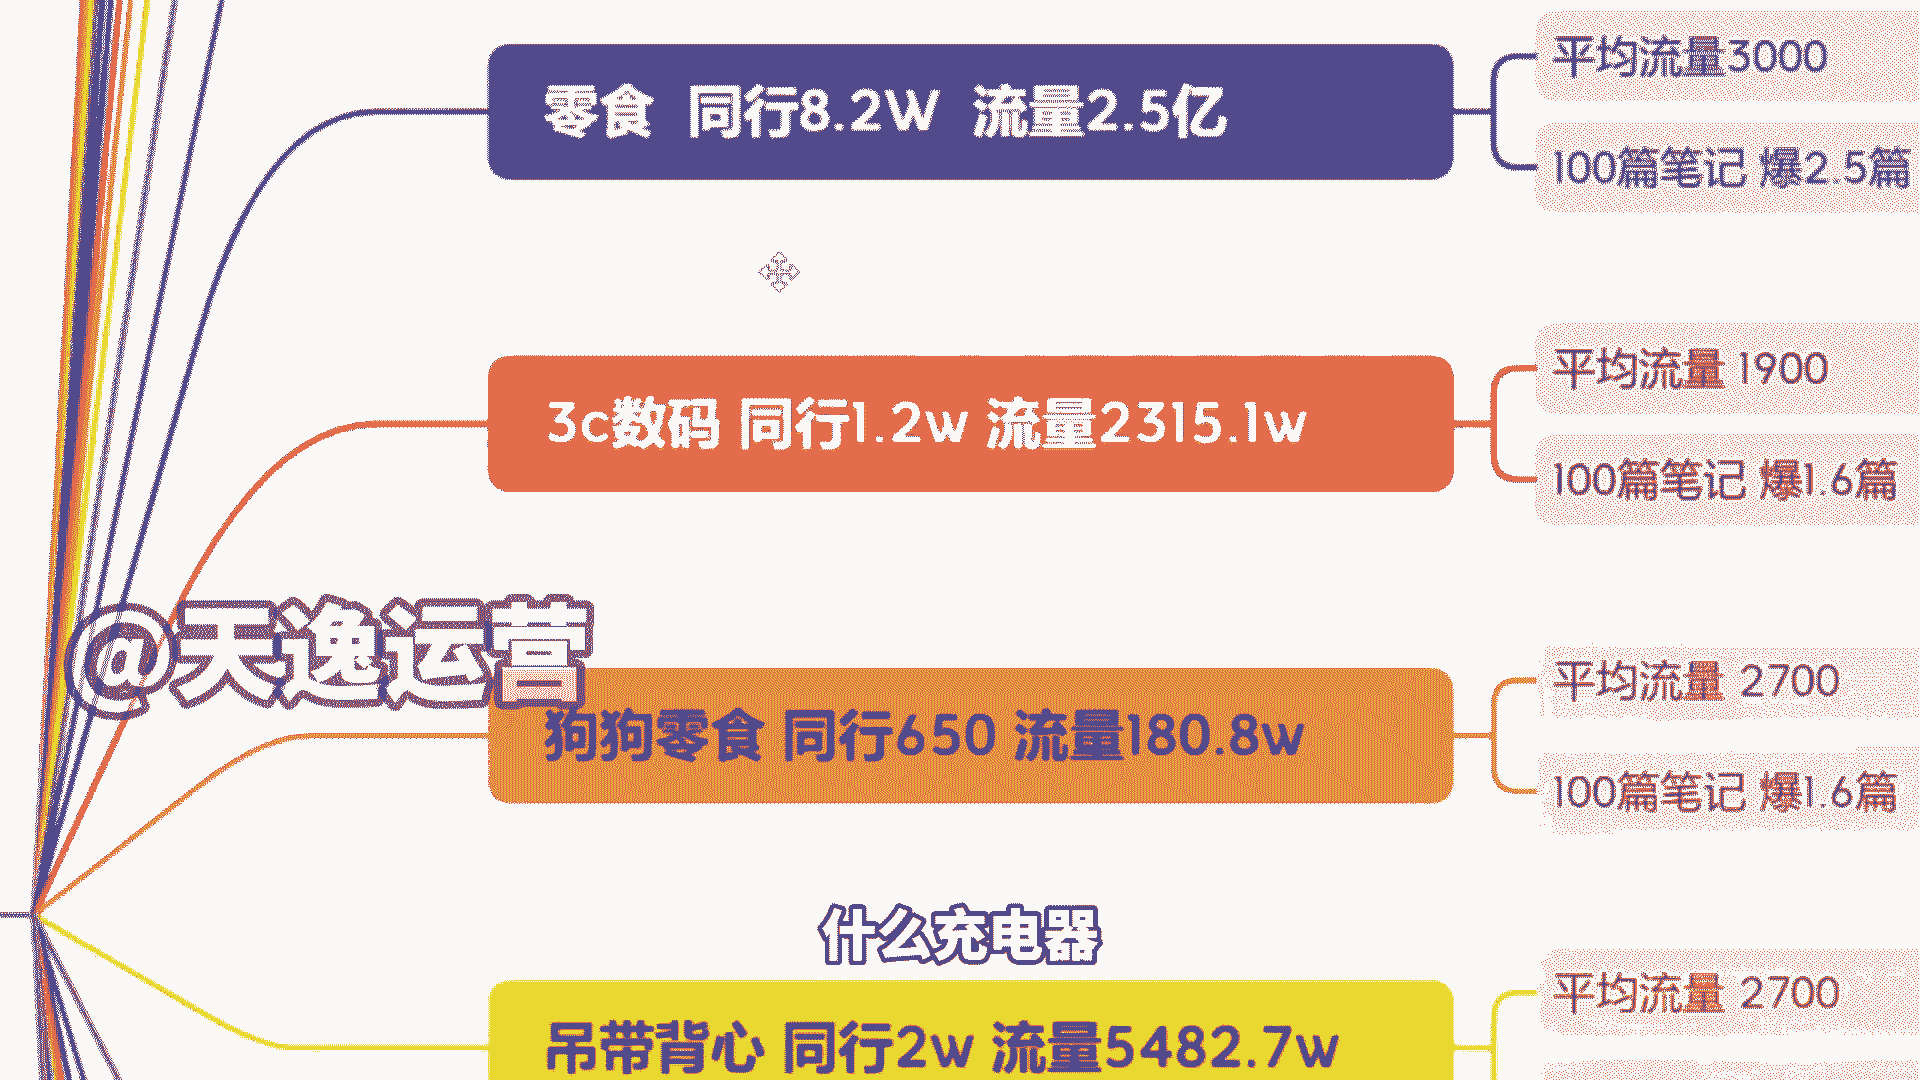 零食 同行8.2W 流量2.5亿
平均流量3000
100篇笔记 爆2.5篇
3c数码 同行1.2w 流量2315.1w
平均流量 1900
100篇笔记 爆1.6篇
@天逸运营
狗狗零食 同行650 流量180.8w
平均流量 2700
100篇笔记 爆1.6篇
什么充电器
吊带背心 同行2w 流量5482.7w
平均流量 2700